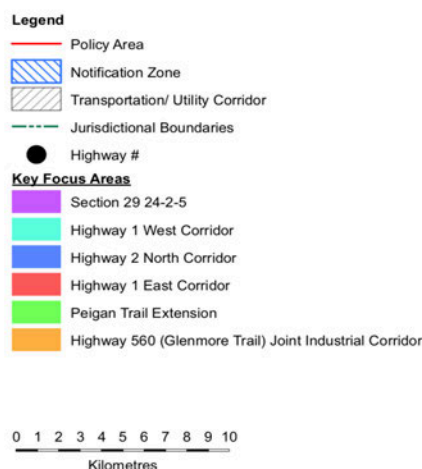 Legend
Policy Area
Notification Zone
Transportation/ Utility Corridor
Jurisdictional Boundaries
Highway #
Key Focus Areas
Section 29 24-2-5
Highway 1 West Corridor
Highway 2 North Corridor
Highway 1 East Corridor
Peigan Trail Extension
Highway 560 (Glenmore Trail) Joint Industrial Corridor
0 1 2 3 4 5 6 7 8 9 10
Kilometres